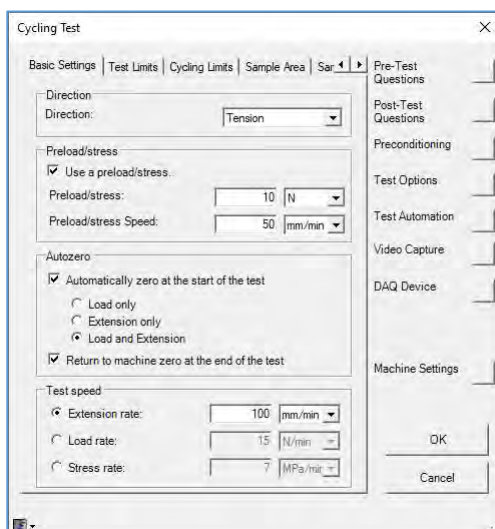 Cycling Test
Basic Settings Test Limits Cycling Limits Sample Area
Direction
Direction: Tension
Preload/stress
Use a preload/stress.
Preload/stress: 10 N
Preload/stress Speed: 50 mm/min
Autozero
Automatically zero at the start of the test
Load only
Extension only
Load and Extension
Return to machine zero at the end of the test
Test speed
Extension rate: 100 mm/min
Load rate: 15 N/min
Stress rate: 7
Pre-Test
Questions
Post-Test
Questions
Preconditioning
Test Options
Test Automation
Video Capture
DAQ Device
Machine Settings
OK
Cancel